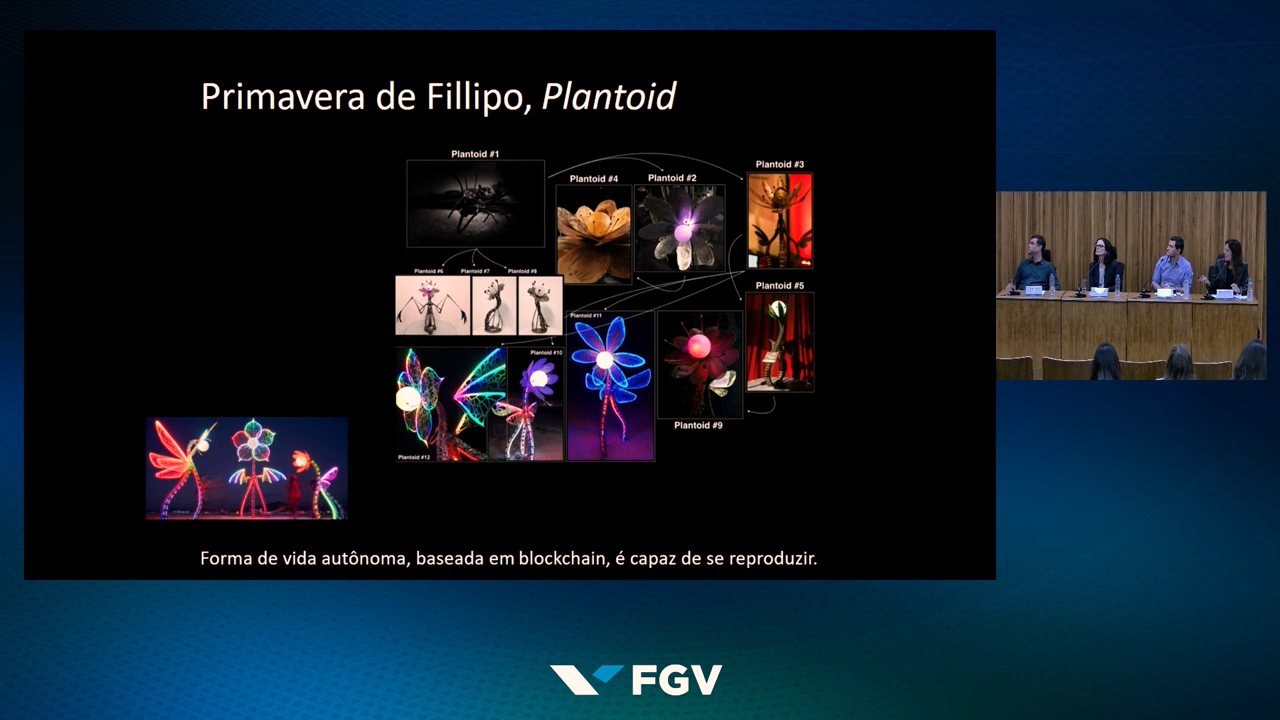 Primavera de Fillipo, Plantoid
Plantoid #1
Plantoid #4
Plantoid #2
Plantoid #3
Plantoid #6
Plantoid #7
Plantoid #8
Plantoid #5
Plantoid #11
Plantoid #10
Plantoid #9
Plantoid #12
Forma de vida autônoma, baseada em blockchain, é capaz de se reproduzir.
FGV